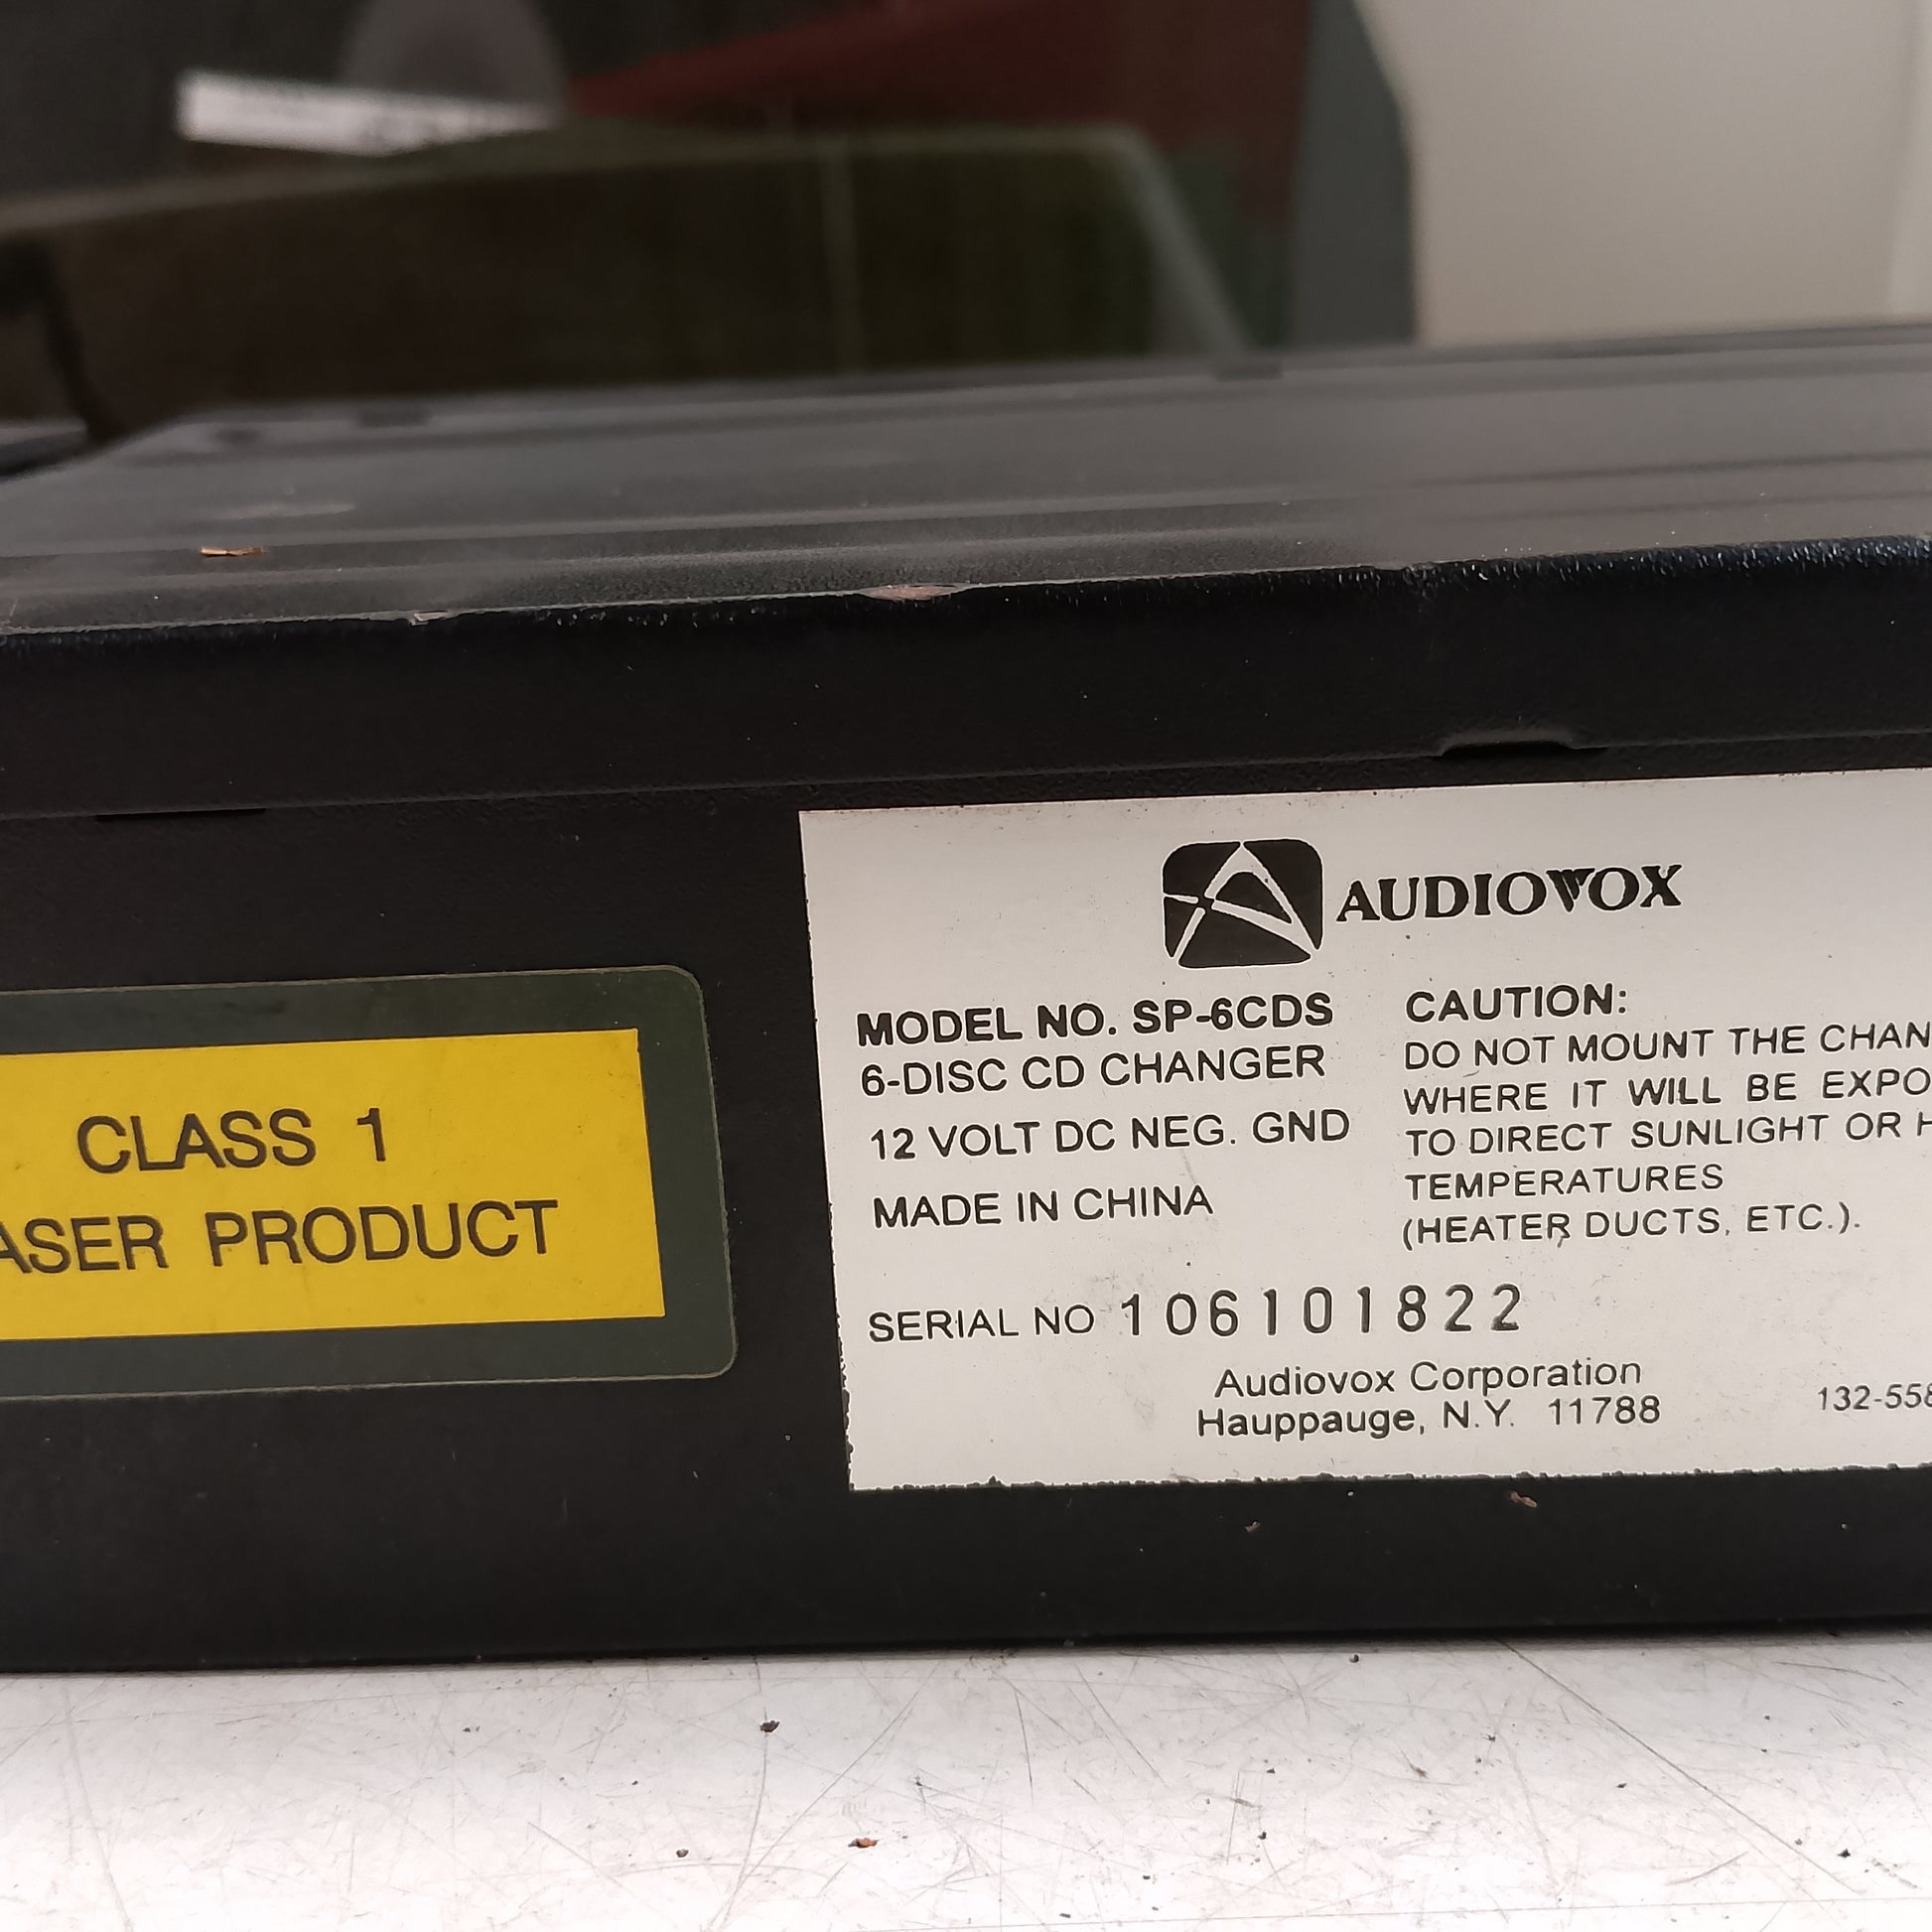 AUDIOVOX
MODEL NO. SP-6CDS
6-DISC CD CHANGER
12 VOLT DC NEG. GND
MADE IN CHINA
CAUTION:
DO NOT MOUNT THE CHAN
WHERE IT WILL BE EXPO
TO DIRECT SUNLIGHT OR H
TEMPERATURES
(HEATER DUCTS, ETC.).
SERIAL NO 106101822
Audiovox Corporation
Hauppauge, N.Y. 11788
132-558
CLASS 1
ASER PRODUCT